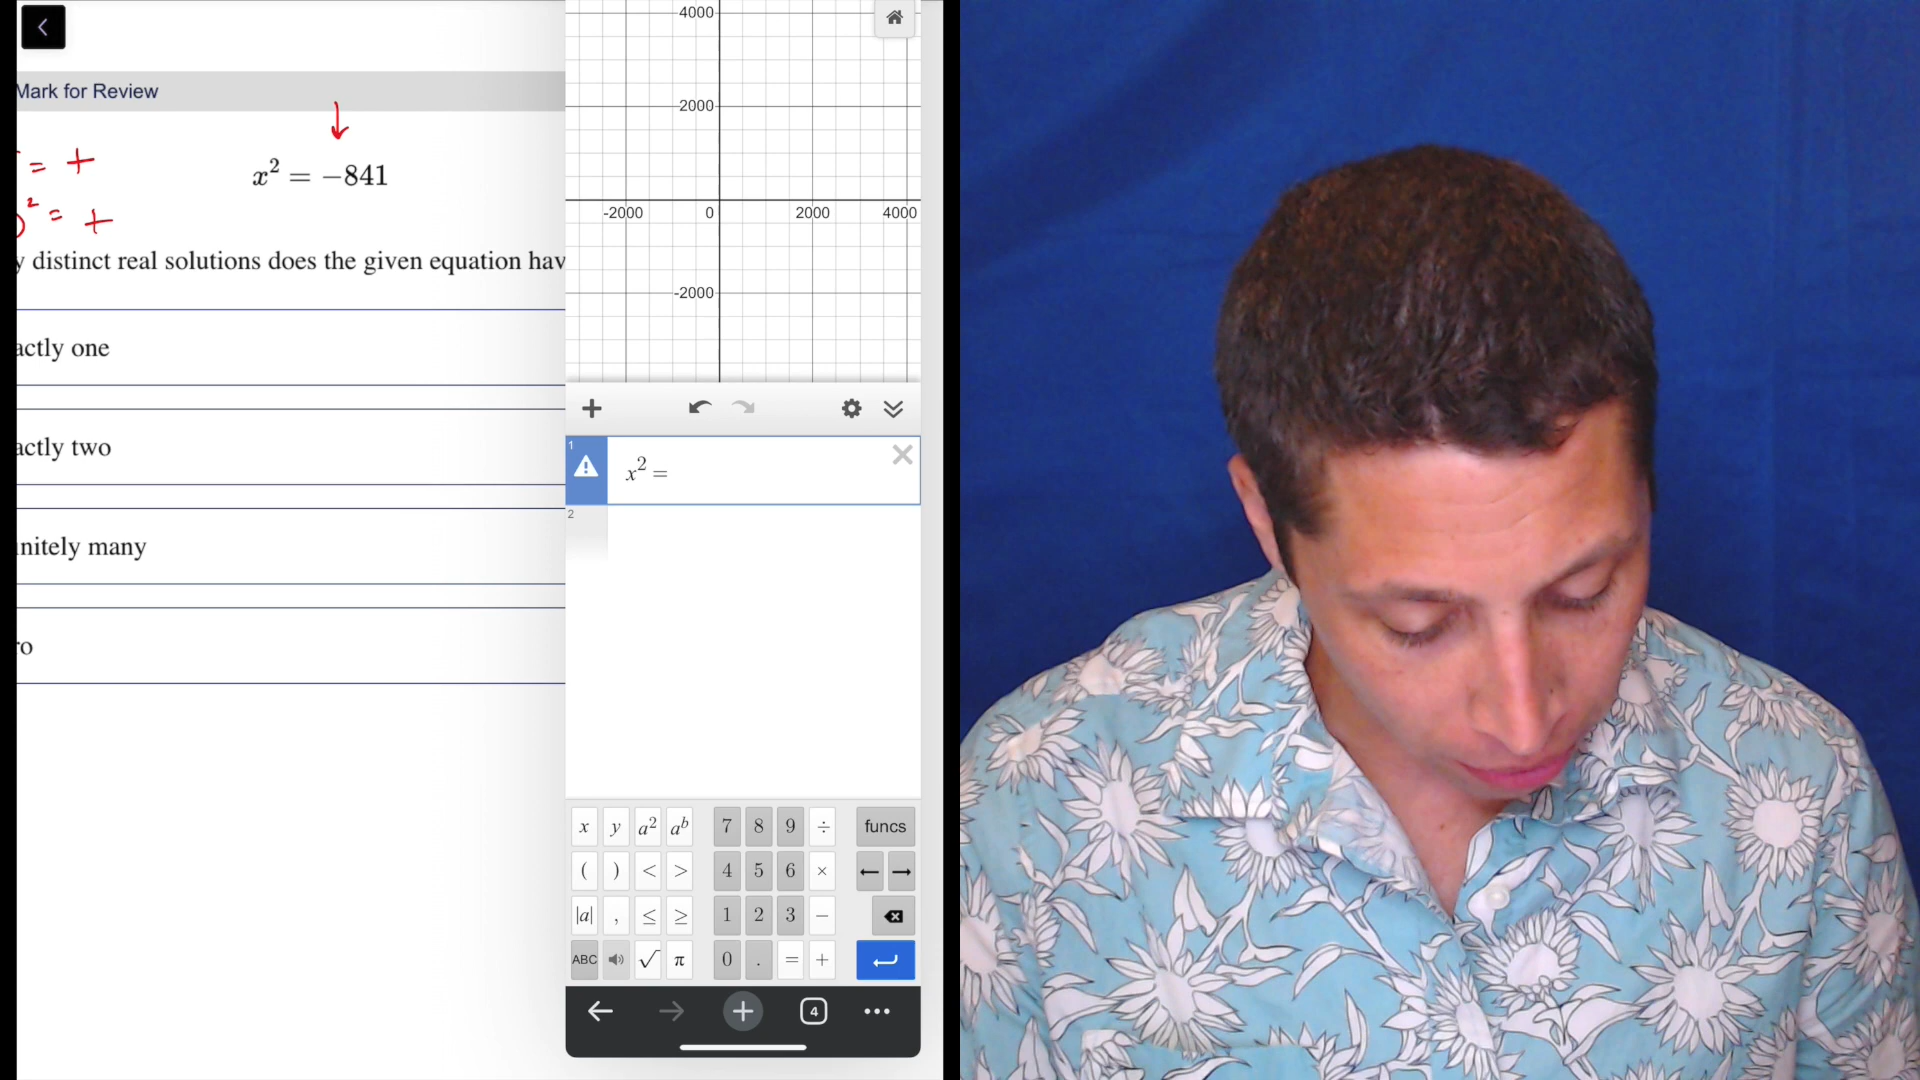 Mark for Review
= +
x² = −841
² = +
y distinct real solutions does the given equation hav
actly one
actly two
nitely many
ro
4000
2000
-2000 0 2000 4000
-2000
1
x² =
2
x y a² aᵇ 7 8 9 ÷ funcs
( ) < > 4 5 6 × ← →
|a| , ≤ ≥ 1 2 3 −
ABC √ π 0 . = +
4